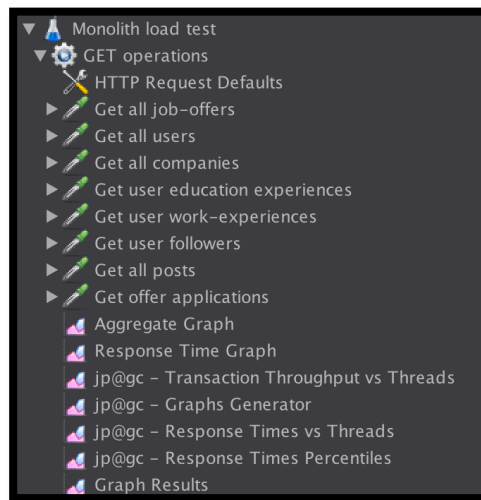 Monolith load test
GET operations
HTTP Request Defaults
Get all job-offers
Get all users
Get all companies
Get user education experiences
Get user work-experiences
Get user followers
Get all posts
Get offer applications
Aggregate Graph
Response Time Graph
jp@gc - Transaction Throughput vs Threads
jp@gc - Graphs Generator
jp@gc - Response Times vs Threads
jp@gc - Response Times Percentiles
Graph Results